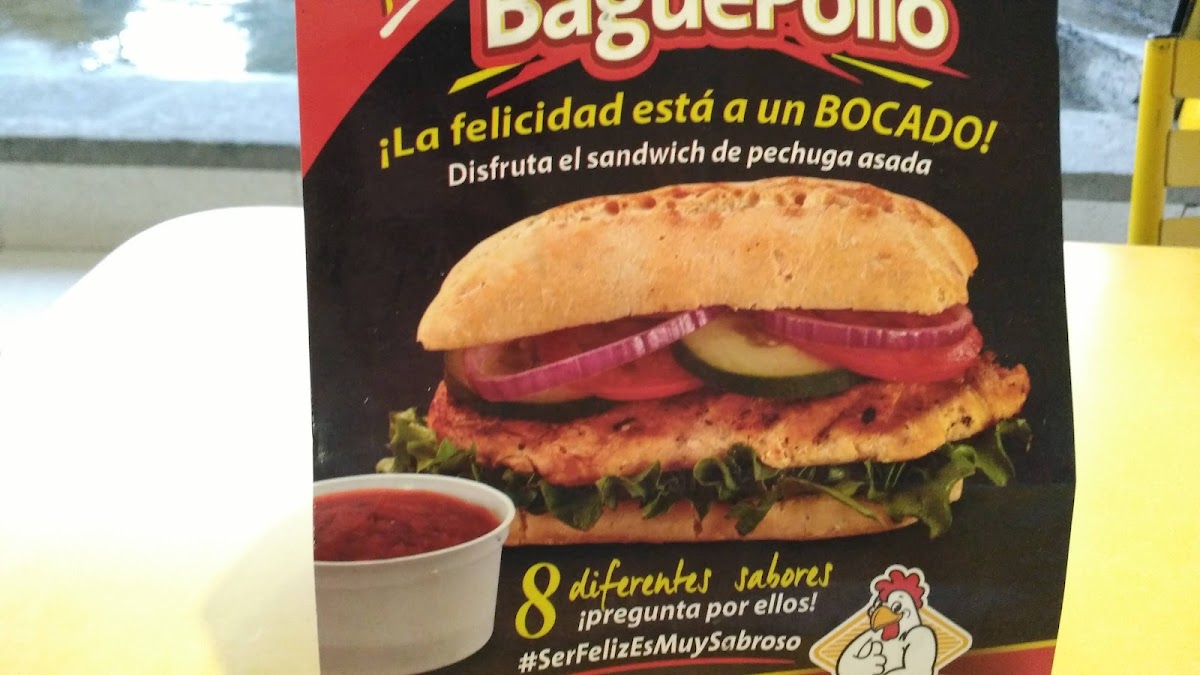 BaguePollo
¡La felicidad está a un BOCADO!
Disfruta el sandwich de pechuga asada
8 diferentes sabores
¡pregunta por ellos!
#SerFelizEsMuySabroso